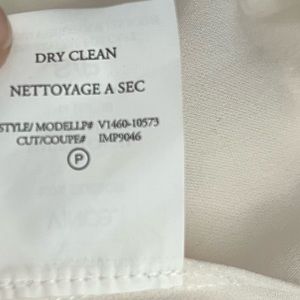 DRY CLEAN
NETTOYAGE A SEC
STYLE/ MODELLP# V1460-10573
CUT/COUPE# IMP9046
P